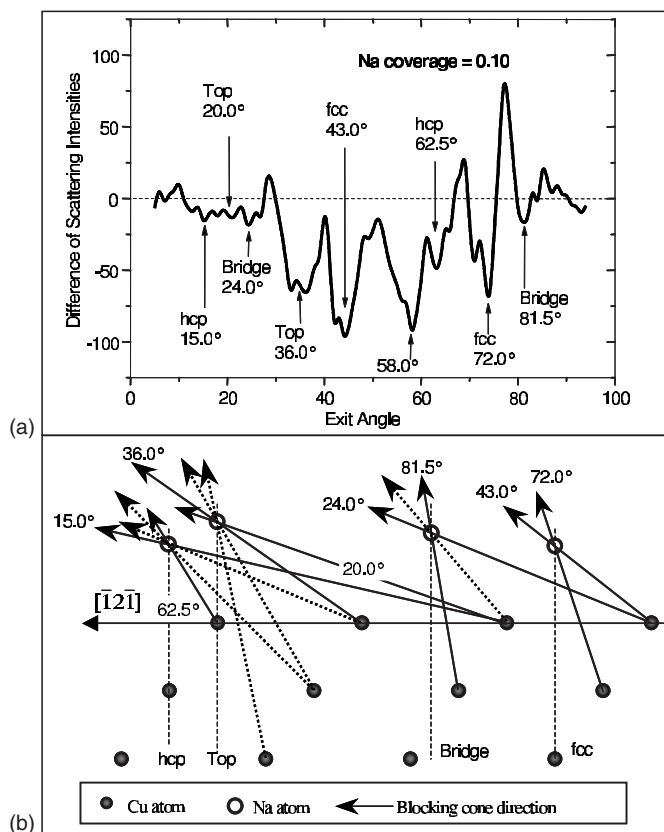 (a)
Difference of Scattering Intensities
100
50
0
-50
-100
Na coverage = 0.10
Top
20.0°
fcc
43.0°
hcp
62.5°
Bridge
24.0°
hcp
15.0°
Top
36.0°
58.0°
fcc
72.0°
Bridge
81.5°
0 20 40 60 80 100
Exit Angle
(b)
36.0°
15.0°
81.5°
24.0°
72.0°
43.0°
20.0°
62.5°
[1̄21̄]
hcp
Top
Bridge
fcc
Cu atom Na atom Blocking cone direction